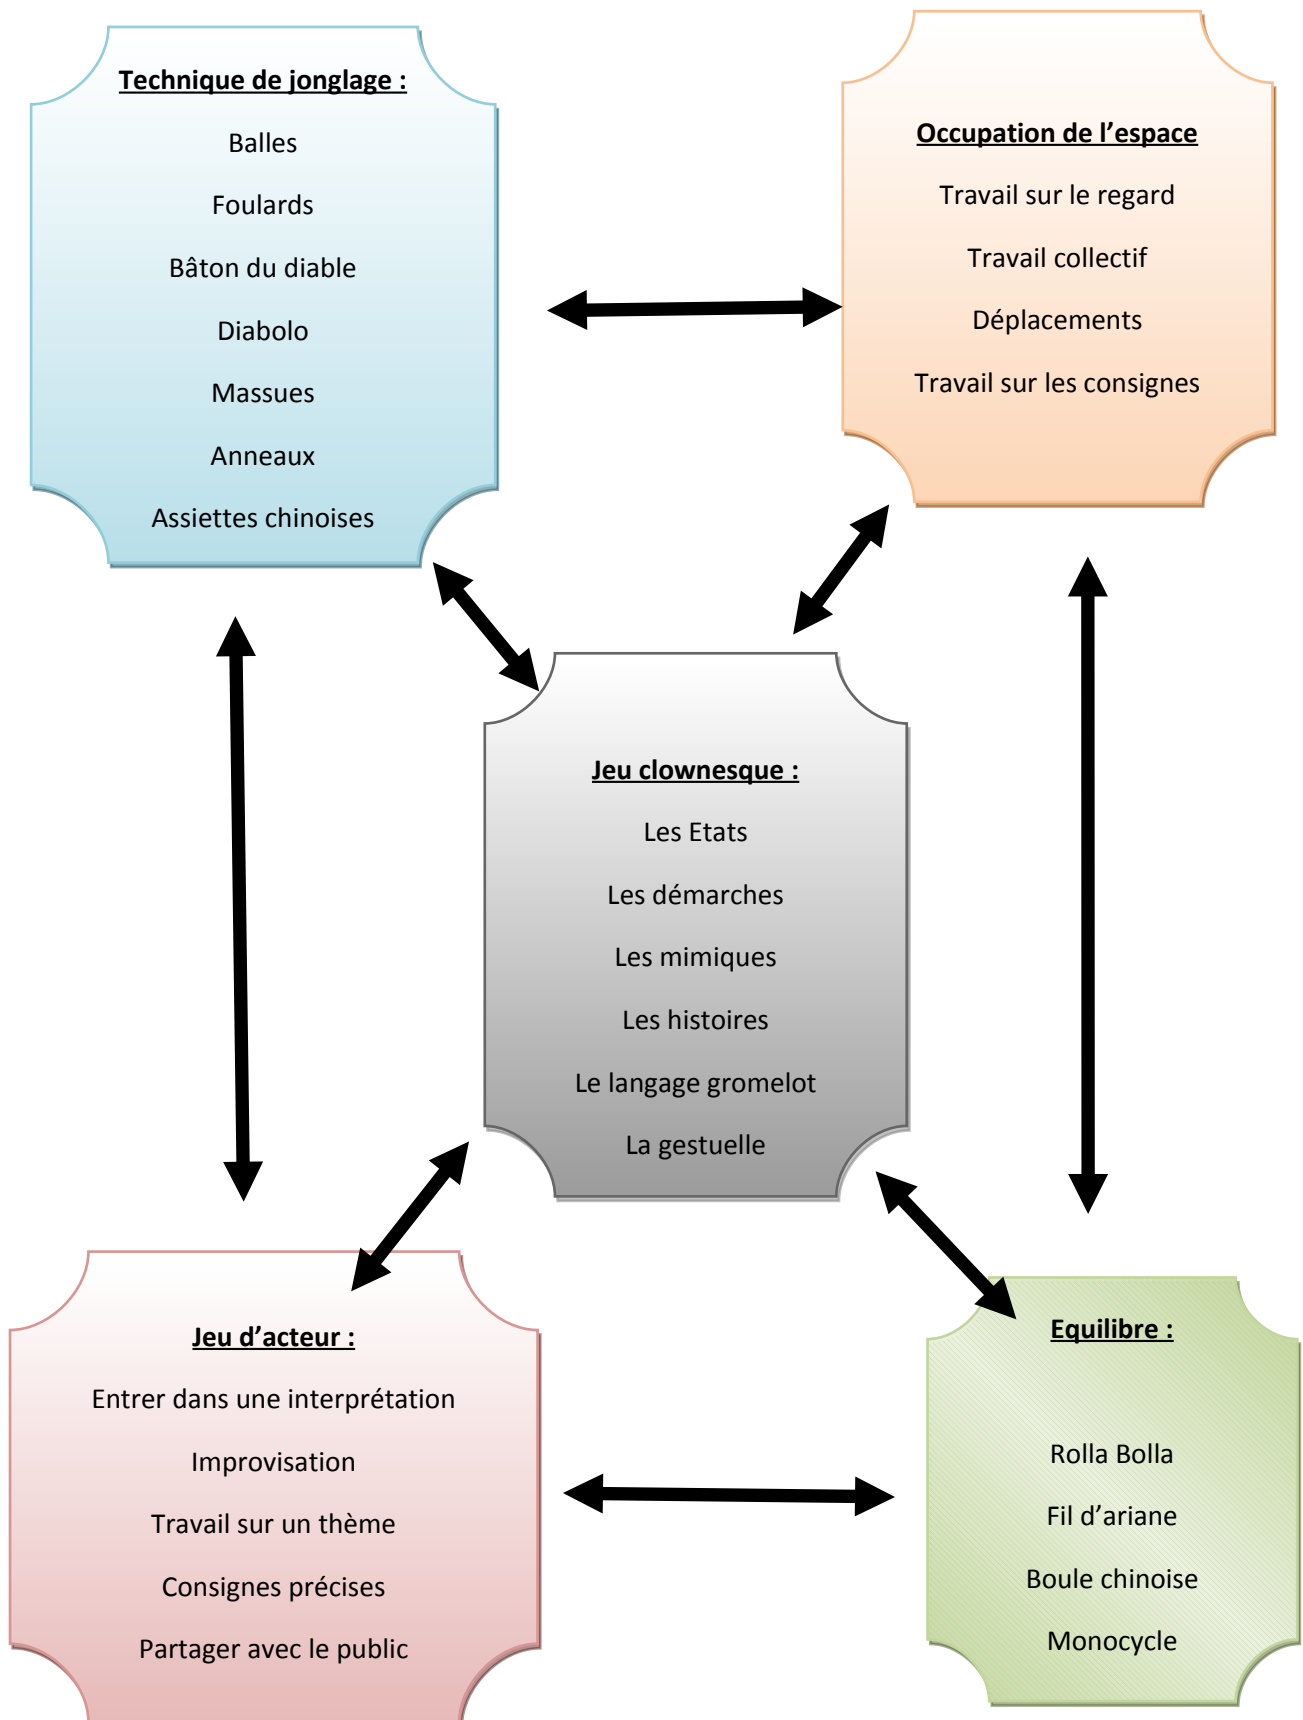 Technique de jonglage :
Balles
Foulards
Bâton du diable
Diabolo
Massues
Anneaux
Assiettes chinoises
Occupation de l’espace
Travail sur le regard
Travail collectif
Déplacements
Travail sur les consignes
Jeu clownesque :
Les Etats
Les démarches
Les mimiques
Les histoires
Le langage gromelot
La gestuelle
Jeu d’acteur :
Entrer dans une interprétation
Improvisation
Travail sur un thème
Consignes précises
Partager avec le public
Equilibre :
Rolla Bolla
Fil d’ariane
Boule chinoise
Monocycle